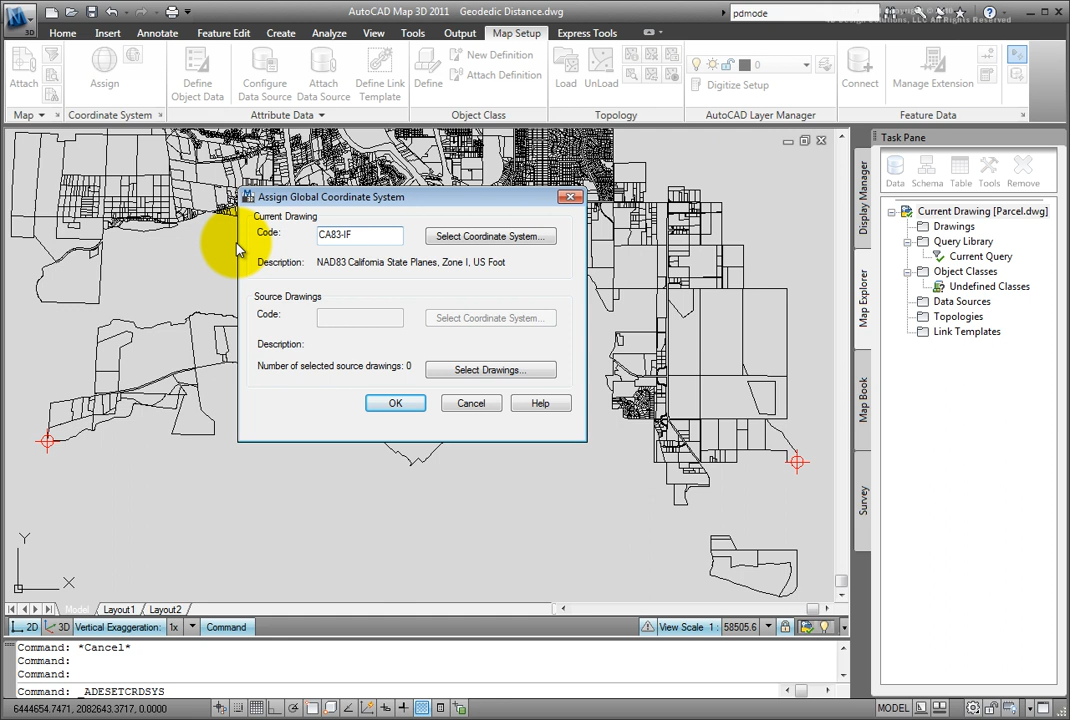 AutoCAD Map 3D 2011 Geodedic Distance.dwg
pdmode
3D
Home Insert Annotate Feature Edit Create Analyze View Tools Output Map Setup Express Tools
Attach
Assign
Define
Object Data
Configure
Data Source
Attach
Data Source
Define Link
Template
Define
New Definition
Attach Definition
Load UnLoad
0
Digitize Setup
Connect
Manage Extension
Map Coordinate System Attribute Data Object Class Topology AutoCAD Layer Manager Feature Data
Assign Global Coordinate System
Current Drawing
Code: CA83-IF Select Coordinate System...
Description: NAD83 California State Planes, Zone I, US Foot
Source Drawings
Code: Select Coordinate System...
Description:
Number of selected source drawings: 0 Select Drawings...
OK Cancel Help
Y
X
Model Layout1 Layout2
2D 3D Vertical Exaggeration: 1x Command View Scale 1 : 58505.6
Command: *Cancel*
Command:
Command:
Command: _ADESETCRDSYS
6444654.7471, 2082643.3717, 0.0000 MODEL
Task Pane
Data Schema Table Tools Remove
Display Manager
Map Explorer
Map Book
Survey
Current Drawing [Parcel.dwg]
Drawings
Query Library
Current Query
Object Classes
Undefined Classes
Data Sources
Topologies
Link Templates